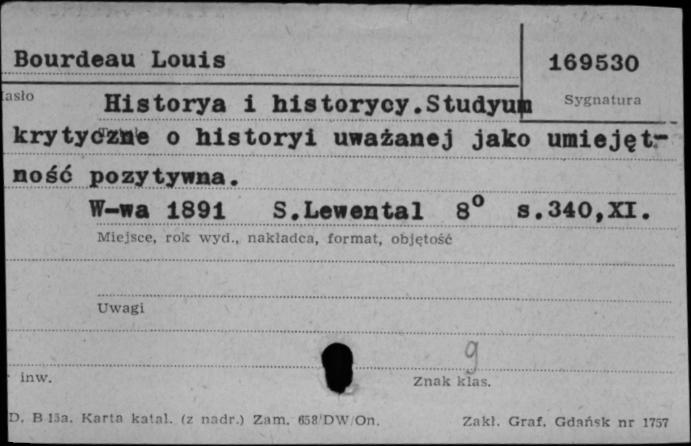 Bourdeau Louis
169530
Sygnatura
Historya i historycy.Studyum
krytyczne o historyi uważanej jako umiejęt-
ność pozytywna.
W-wa 1891 S.Lewental 8° s.340,XI.
Miejsce, rok wyd., nakładca, format, objętość
Uwagi
9
inw.
Znak klas.
D. B 15a. Karta katal. (z nadr.) Zam. 658/DW/On. Zakł. Graf. Gdańsk nr 1757